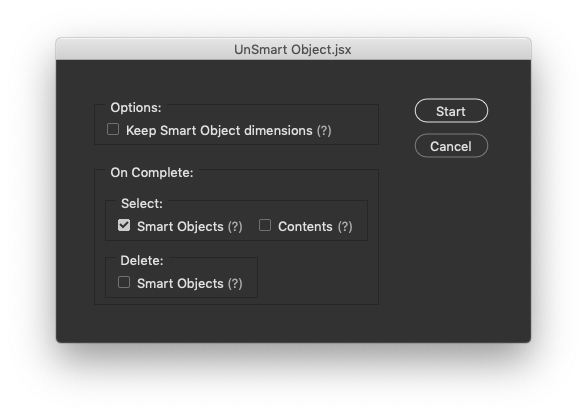 UnSmart Object.jsx
Options:
Keep Smart Object dimensions (?)
Start
Cancel
On Complete:
Select:
Smart Objects (?) Contents (?)
Delete:
Smart Objects (?)